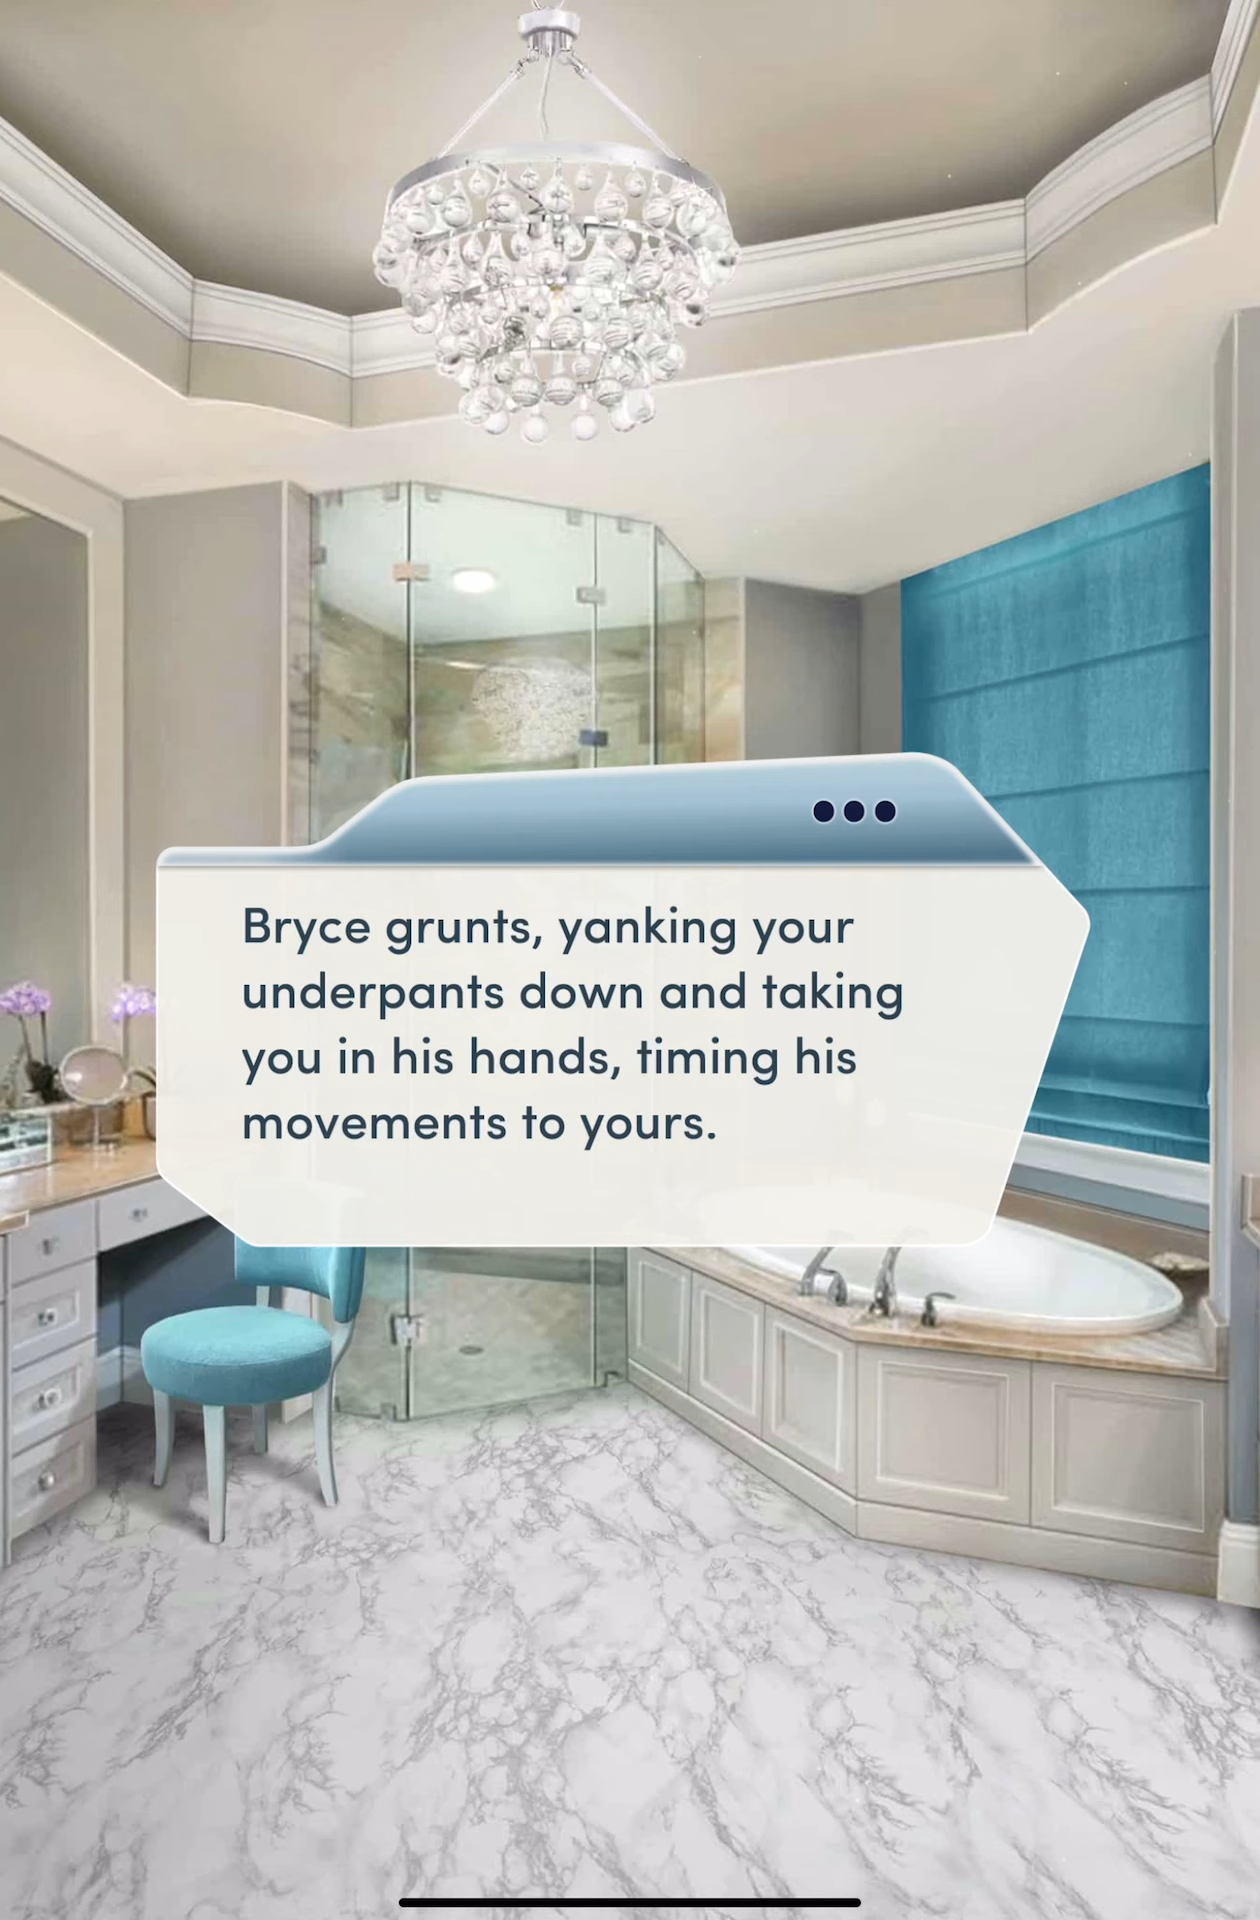 Bryce grunts, yanking your
underpants down and taking
you in his hands, timing his
movements to yours.